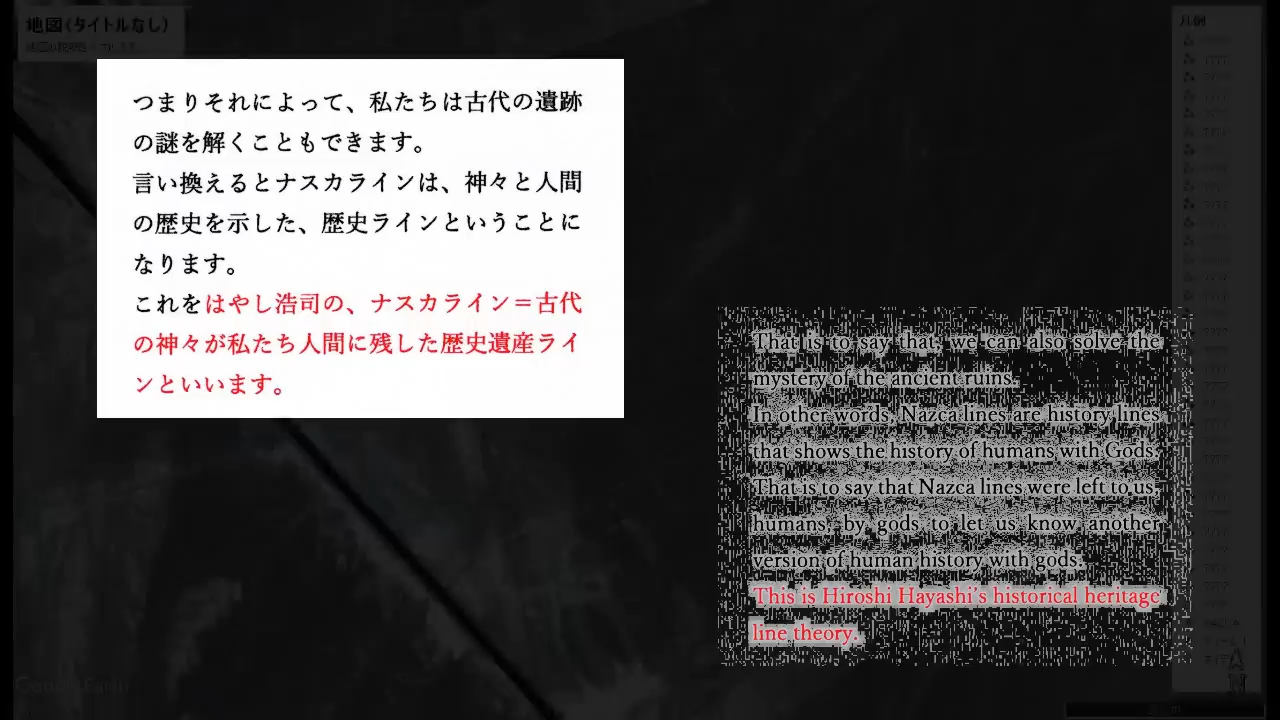 地図(タイトルなし)
つまりそれによって、私たちは古代の遺跡
の謎を解くこともできます。
言い換えるとナスカラインは、神々と人間
の歴史を示した、歴史ラインということに
なります。
これをはやし浩司の、ナスカライン＝古代
の神々が私たち人間に残した歴史遺産ライ
ンといいます。
That is to say that, we can also solve the
mystery of the ancient ruins.
In other words, Nazca lines are history lines
that shows the history of humans with Gods.
That is to say that Nazca lines were left to us,
humans, by gods to let us know another
version of human history with gods.
This is Hiroshi Hayashi's historical heritage
line theory.
凡例
Google Earth